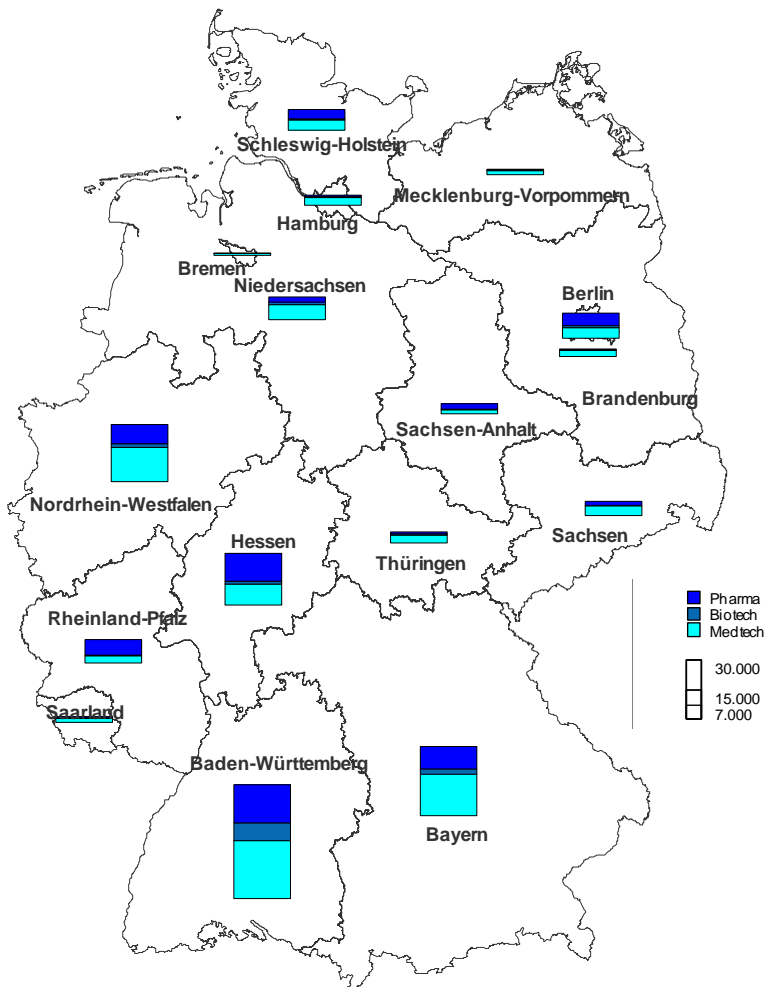 Schleswig-Holstein
Mecklenburg-Vorpommern
Hamburg
Bremen
Niedersachsen
Berlin
Brandenburg
Sachsen-Anhalt
Nordrhein-Westfalen
Sachsen
Hessen
Thüringen
Pharma
Biotech
Medtech
Rheinland-Pfalz
30.000
15.000
7.000
Saarland
Baden-Württemberg
Bayern